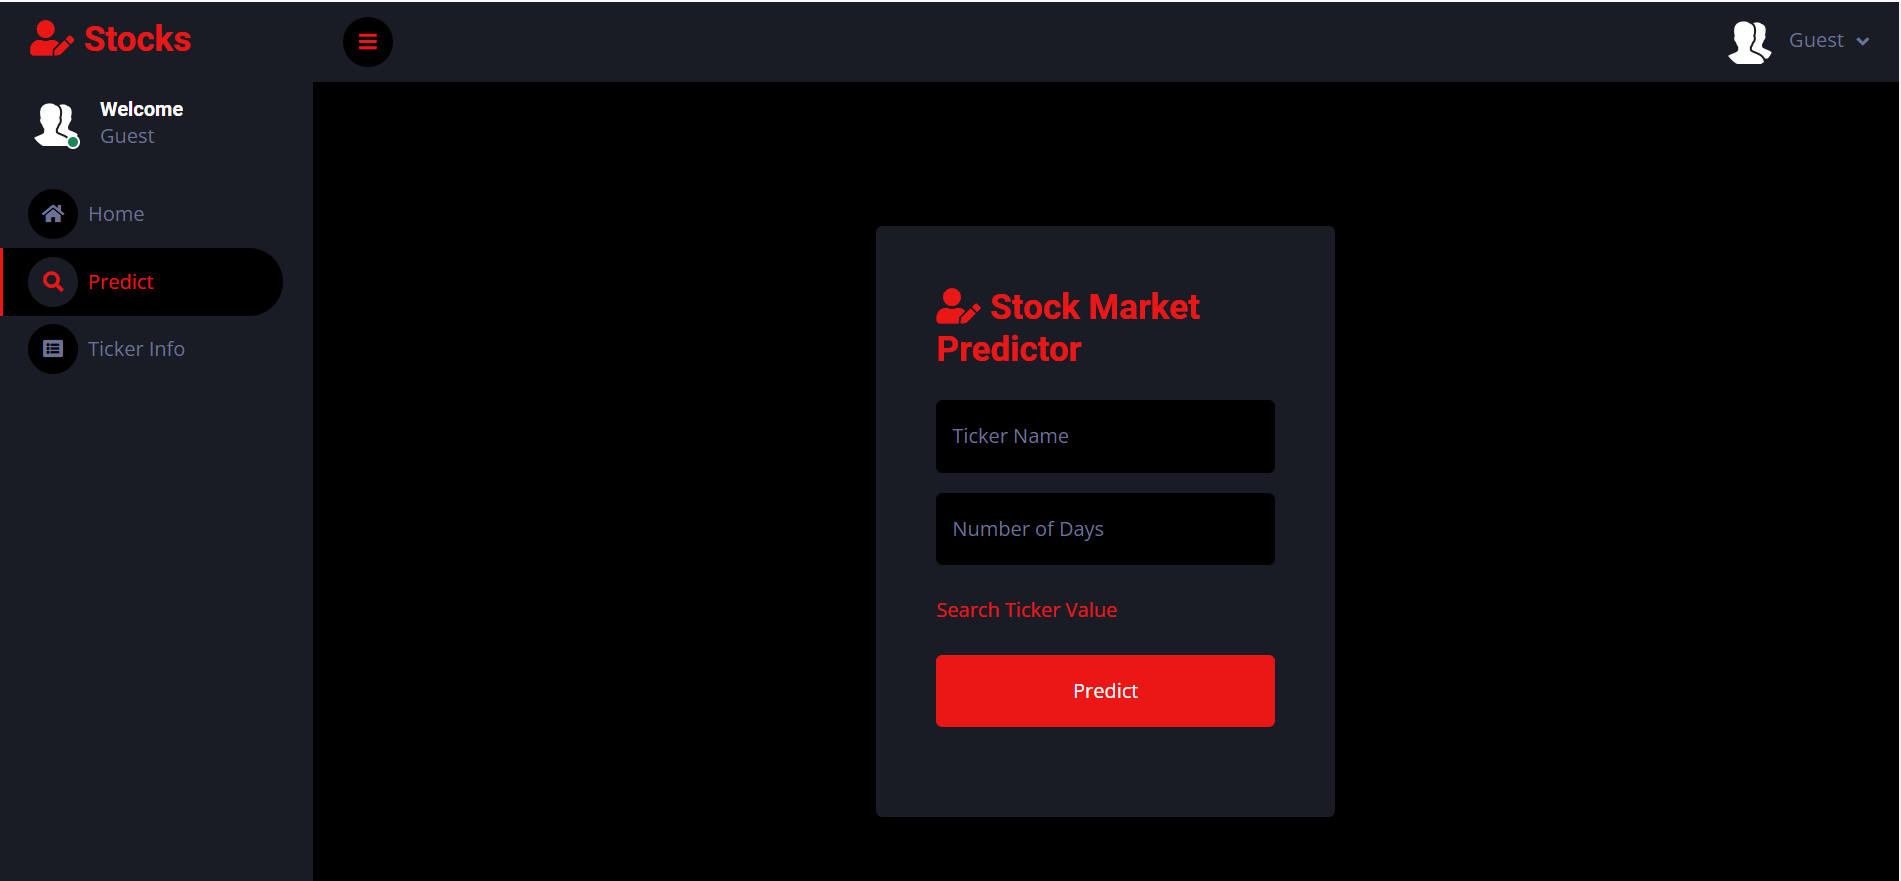 Stocks
Guest
Welcome
Guest
Home
Predict
Ticker Info
Stock Market
Predictor
Ticker Name
Number of Days
Search Ticker Value
Predict